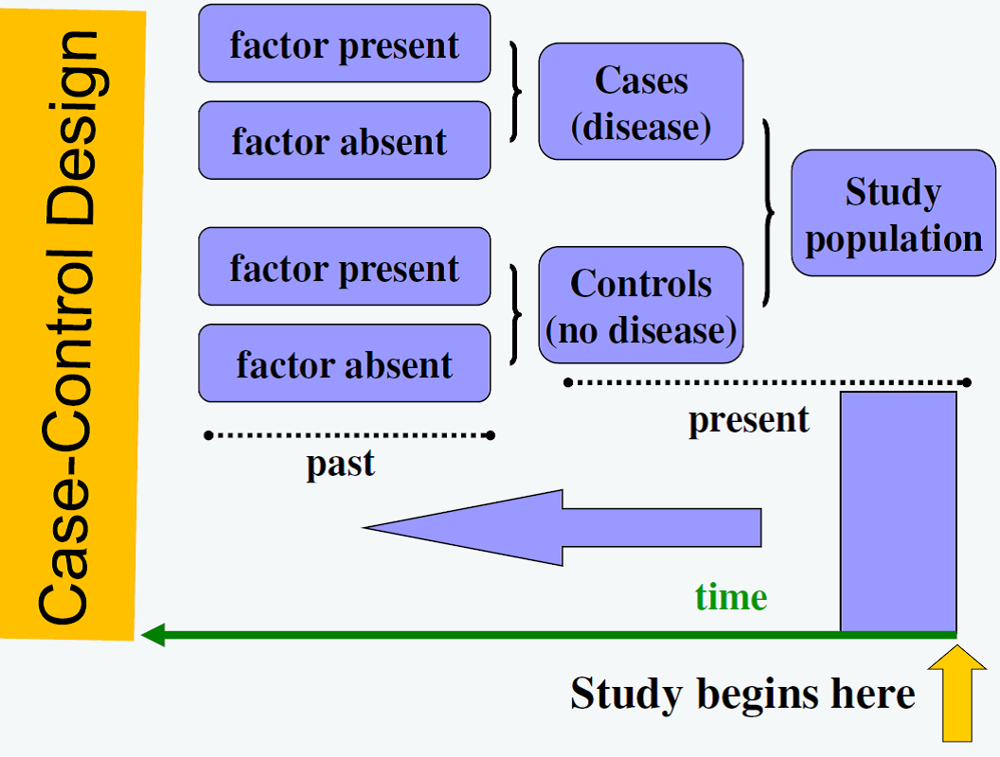 Case-Control Design
factor present
factor absent
Cases
(disease)
Study
population
factor present
factor absent
Controls
(no disease)
present
past
time
Study begins here